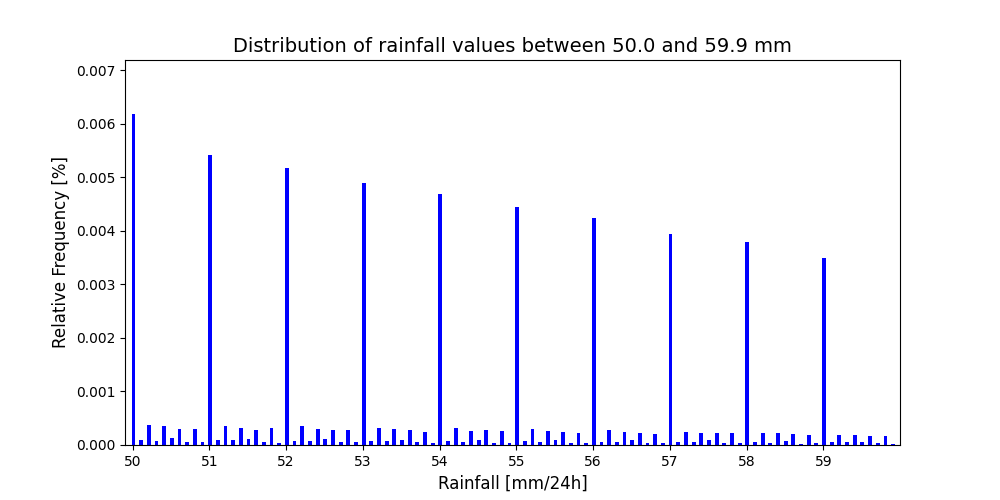 Distribution of rainfall values between 50.0 and 59.9 mm
0.007
0.006
0.005
0.004
0.003
0.002
0.001
0.000
Relative Frequency [%]
50 51 52 53 54 55 56 57 58 59
Rainfall [mm/24h]